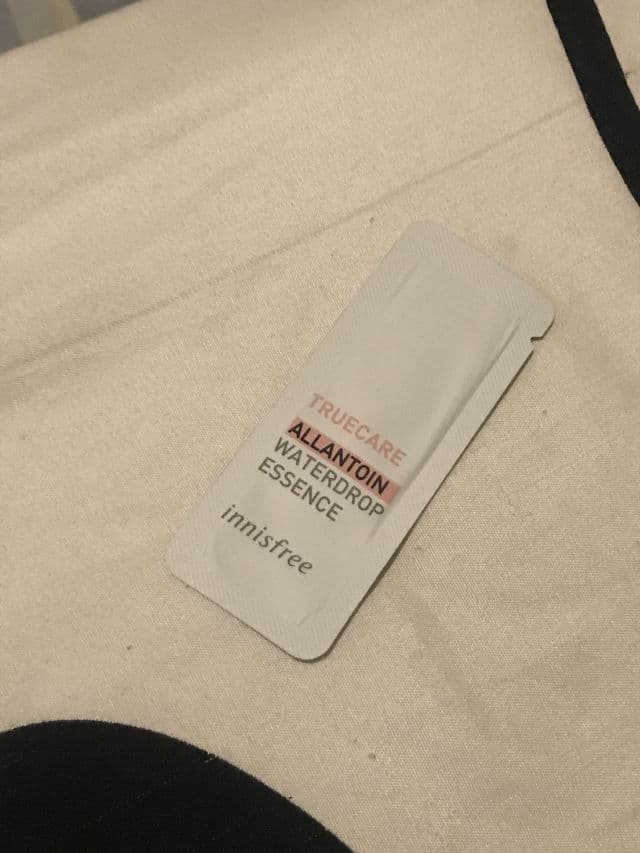 TRUECARE
ALLANTOIN
WATERDROP
ESSENCE
innisfree